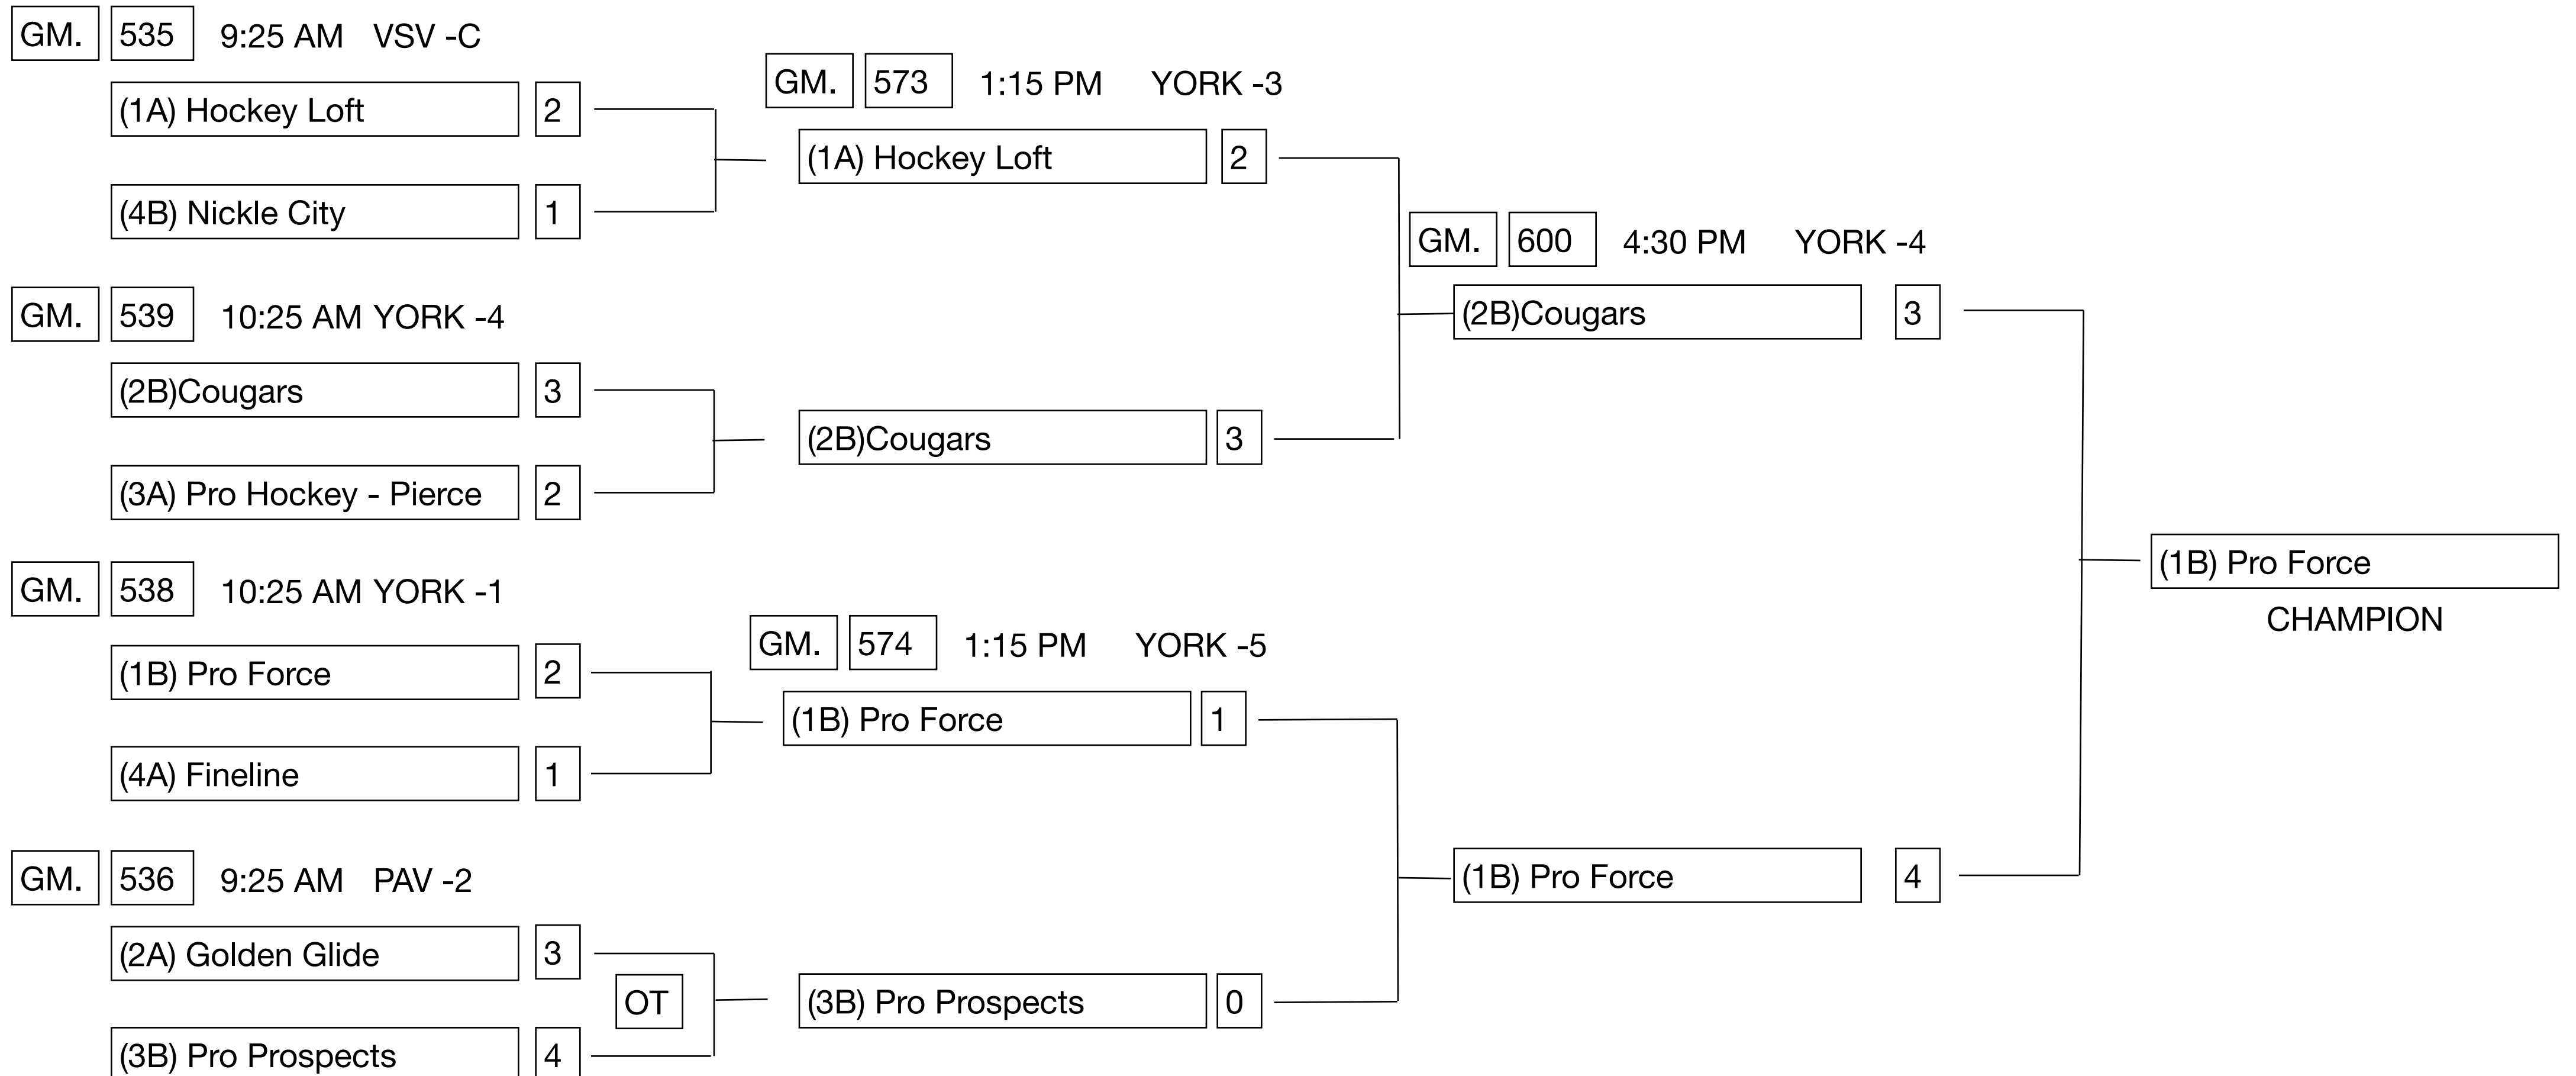 GM. 535 9:25 AM VSV -C
(1A) Hockey Loft 2
(4B) Nickle City 1
GM. 539 10:25 AM YORK -4
(2B)Cougars 3
(3A) Pro Hockey - Pierce 2
GM. 538 10:25 AM YORK -1
(1B) Pro Force 2
(4A) Fineline 1
GM. 536 9:25 AM PAV -2
(2A) Golden Glide 3
OT
(3B) Pro Prospects 4
GM. 573 1:15 PM YORK -3
(1A) Hockey Loft 2
(2B)Cougars 3
GM. 574 1:15 PM YORK -5
(1B) Pro Force 1
(3B) Pro Prospects 0
GM. 600 4:30 PM YORK -4
(2B)Cougars 3
(1B) Pro Force 4
(1B) Pro Force
CHAMPION